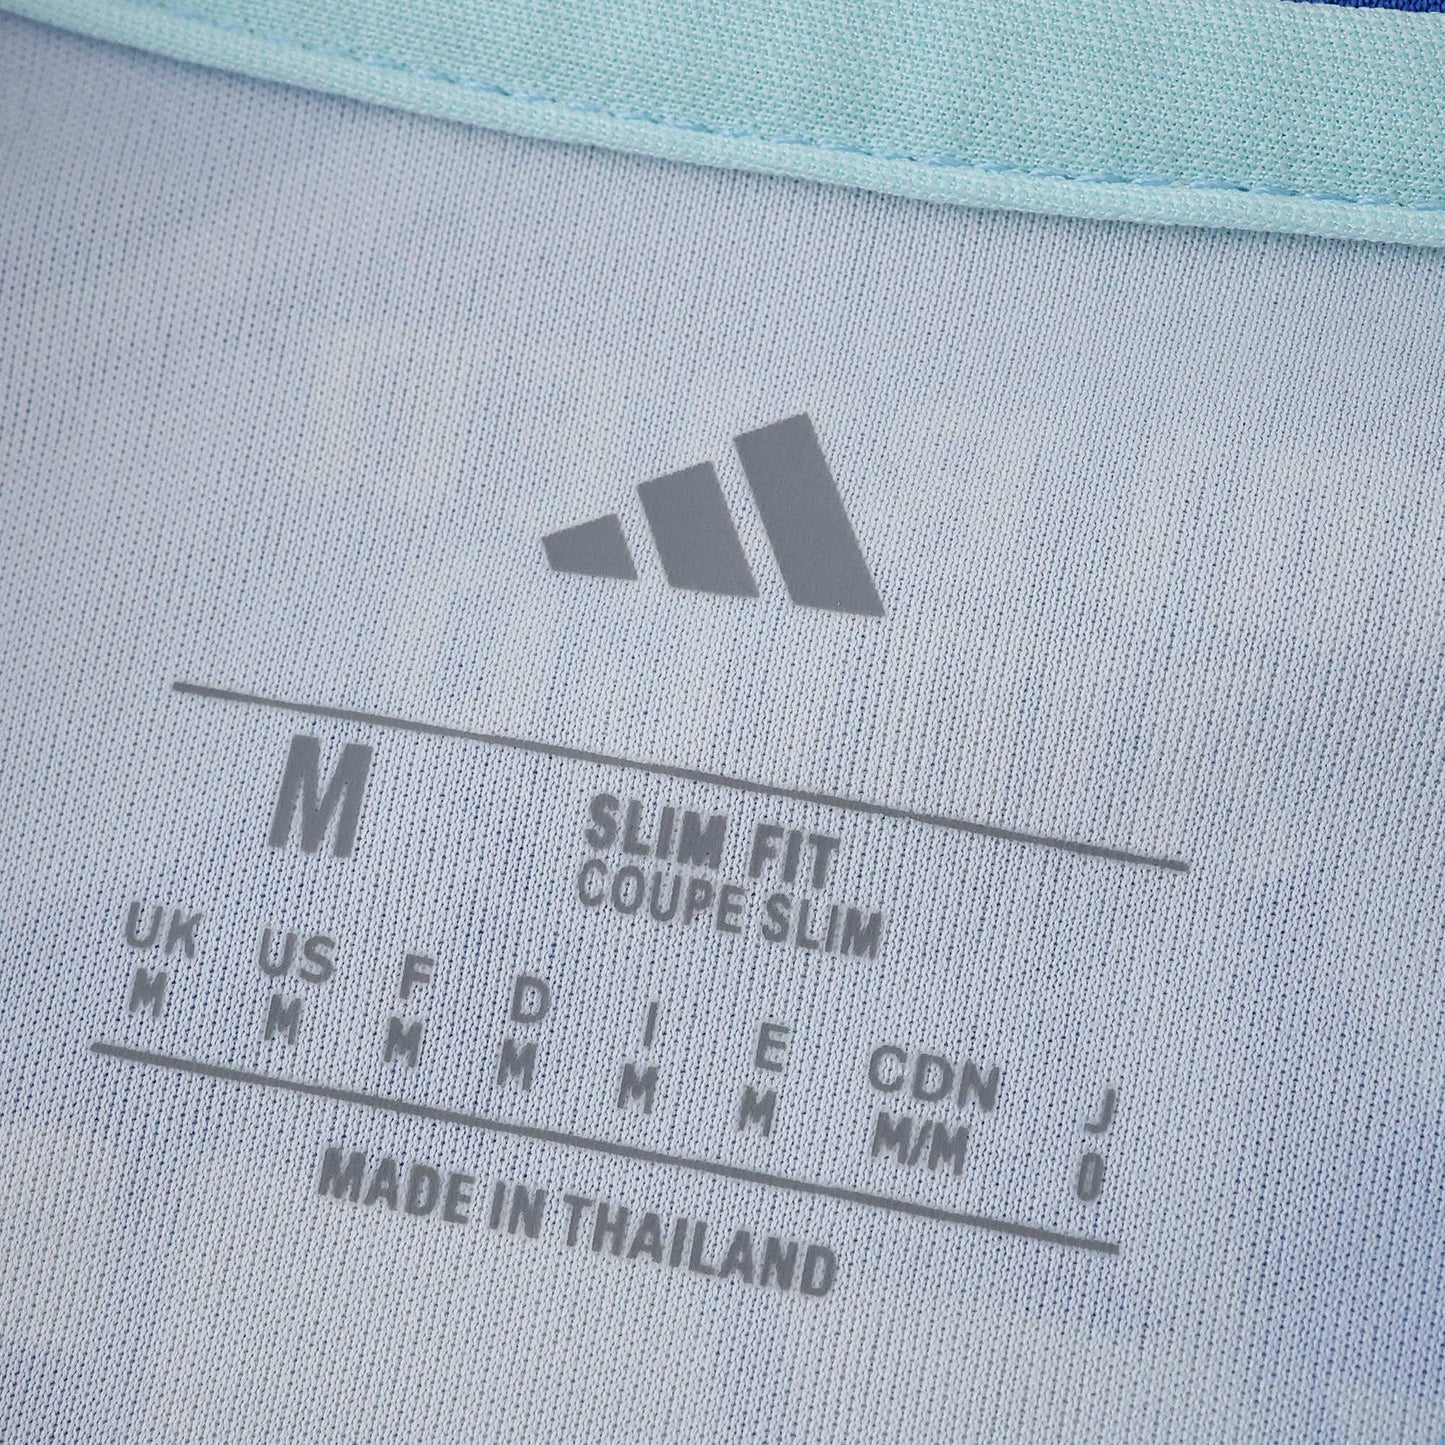 M
SLIM FIT
COUPE SLIM
UK US F D I E CDN J
M M M M M M M/M O
MADE IN THAILAND